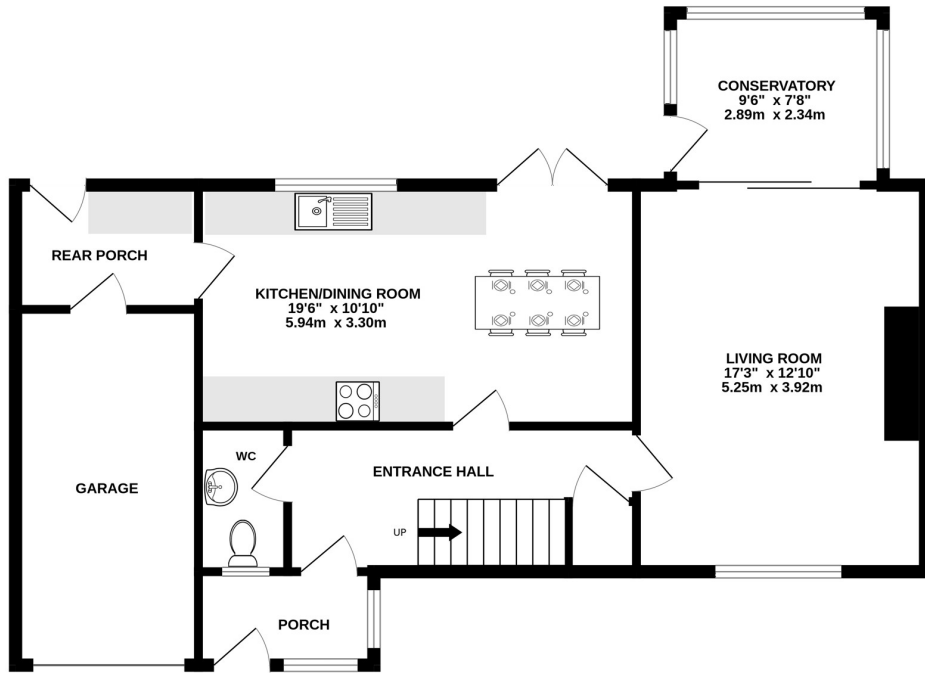 CONSERVATORY
9'6" x 7'8"
2.89m x 2.34m
REAR PORCH
KITCHEN/DINING ROOM
19'6" x 10'10"
5.94m x 3.30m
LIVING ROOM
17'3" x 12'10"
5.25m x 3.92m
WC
ENTRANCE HALL
GARAGE
UP
PORCH